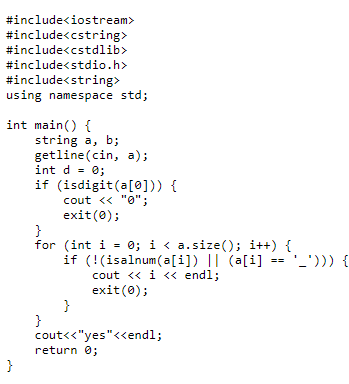 #include<iostream>
#include<cstring>
#include<cstdlib>
#include<stdio.h>
#include<string>
using namespace std;

int main() {
    string a, b;
    getline(cin, a);
    int d = 0;
    if (isdigit(a[0])) {
        cout << "0";
        exit(0);
    }
    for (int i = 0; i < a.size(); i++) {
        if (!(isalnum(a[i]) || (a[i] == '_'))) {
            cout << i << endl;
            exit(0);
        }
    }
    cout<<"yes"<<endl;
    return 0;
}